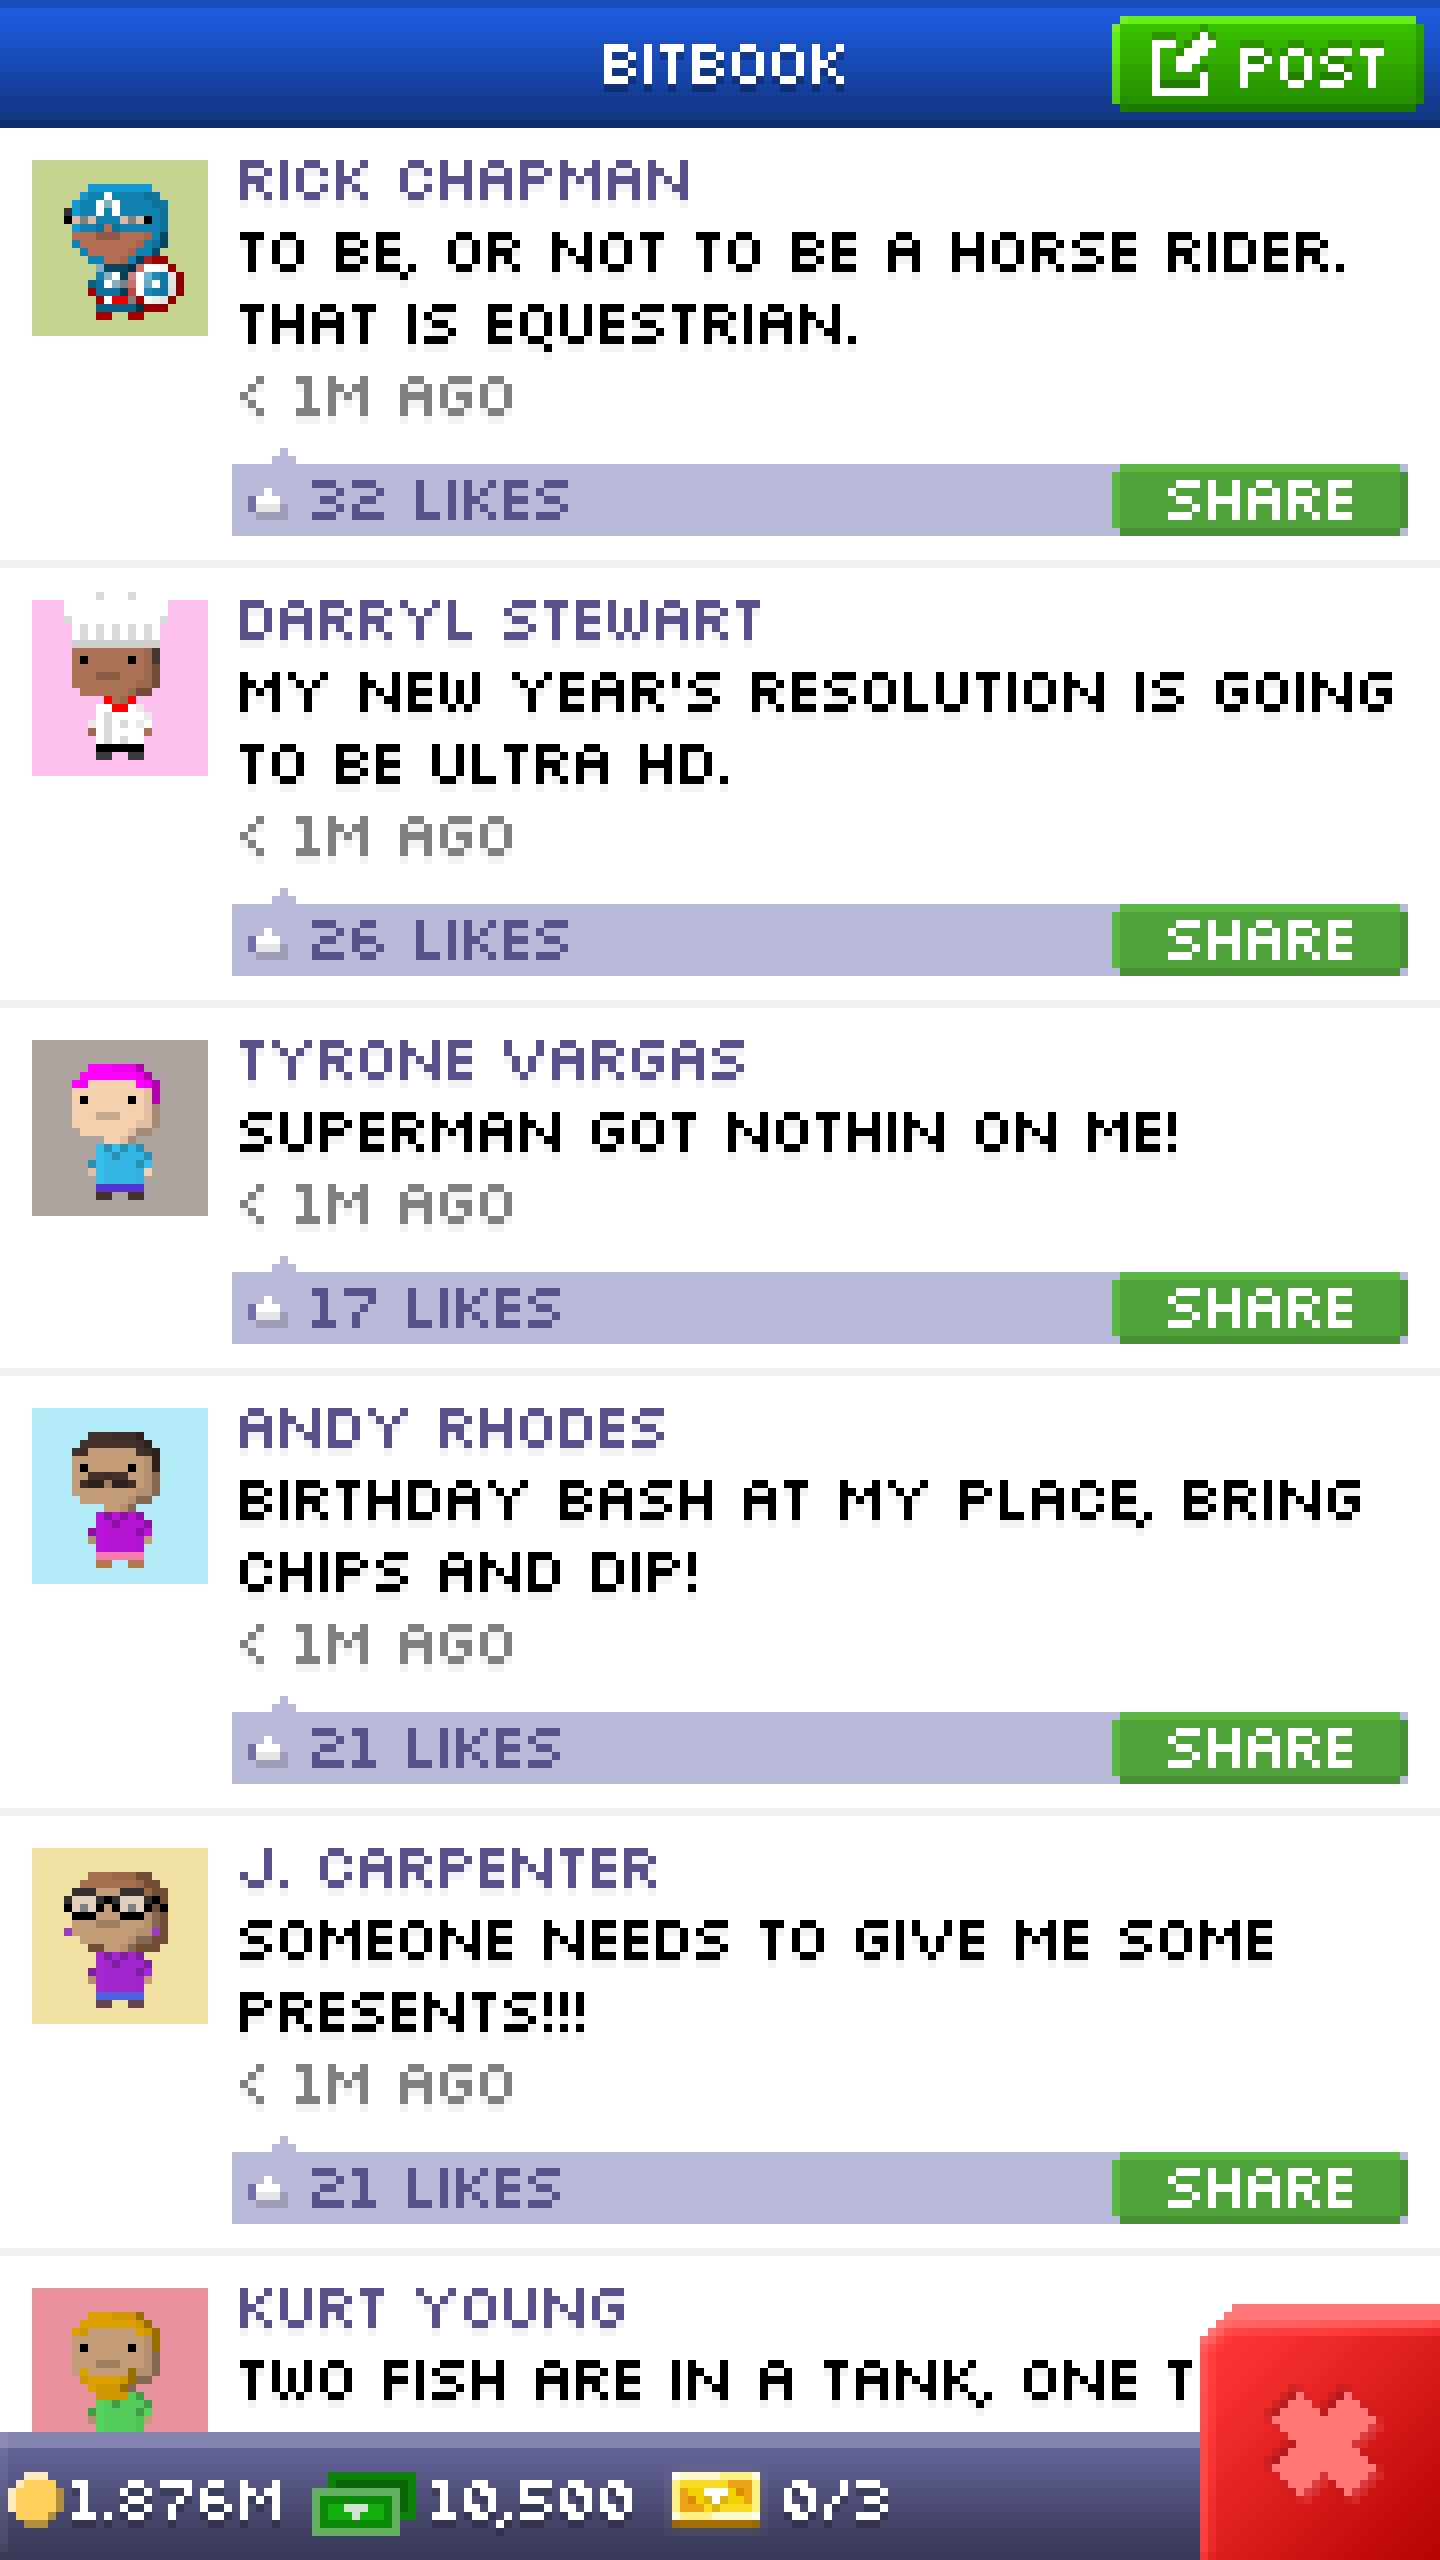 BITBOOK
POST
RICK CHAPMAN
TO BE, OR NOT TO BE A HORSE RIDER.
THAT IS EQUESTRIAN.
< 1M AGO
32 LIKES
SHARE
DARRYL STEWART
MY NEW YEAR'S RESOLUTION IS GOING
TO BE ULTRA HD.
< 1M AGO
26 LIKES
SHARE
TYRONE VARGAS
SUPERMAN GOT NOTHIN ON ME!
< 1M AGO
17 LIKES
SHARE
ANDY RHODES
BIRTHDAY BASH AT MY PLACE, BRING
CHIPS AND DIP!
< 1M AGO
21 LIKES
SHARE
J. CARPENTER
SOMEONE NEEDS TO GIVE ME SOME
PRESENTS!!!
< 1M AGO
21 LIKES
SHARE
KURT YOUNG
TWO FISH ARE IN A TANK, ONE T
1.876M 10,500 0/3